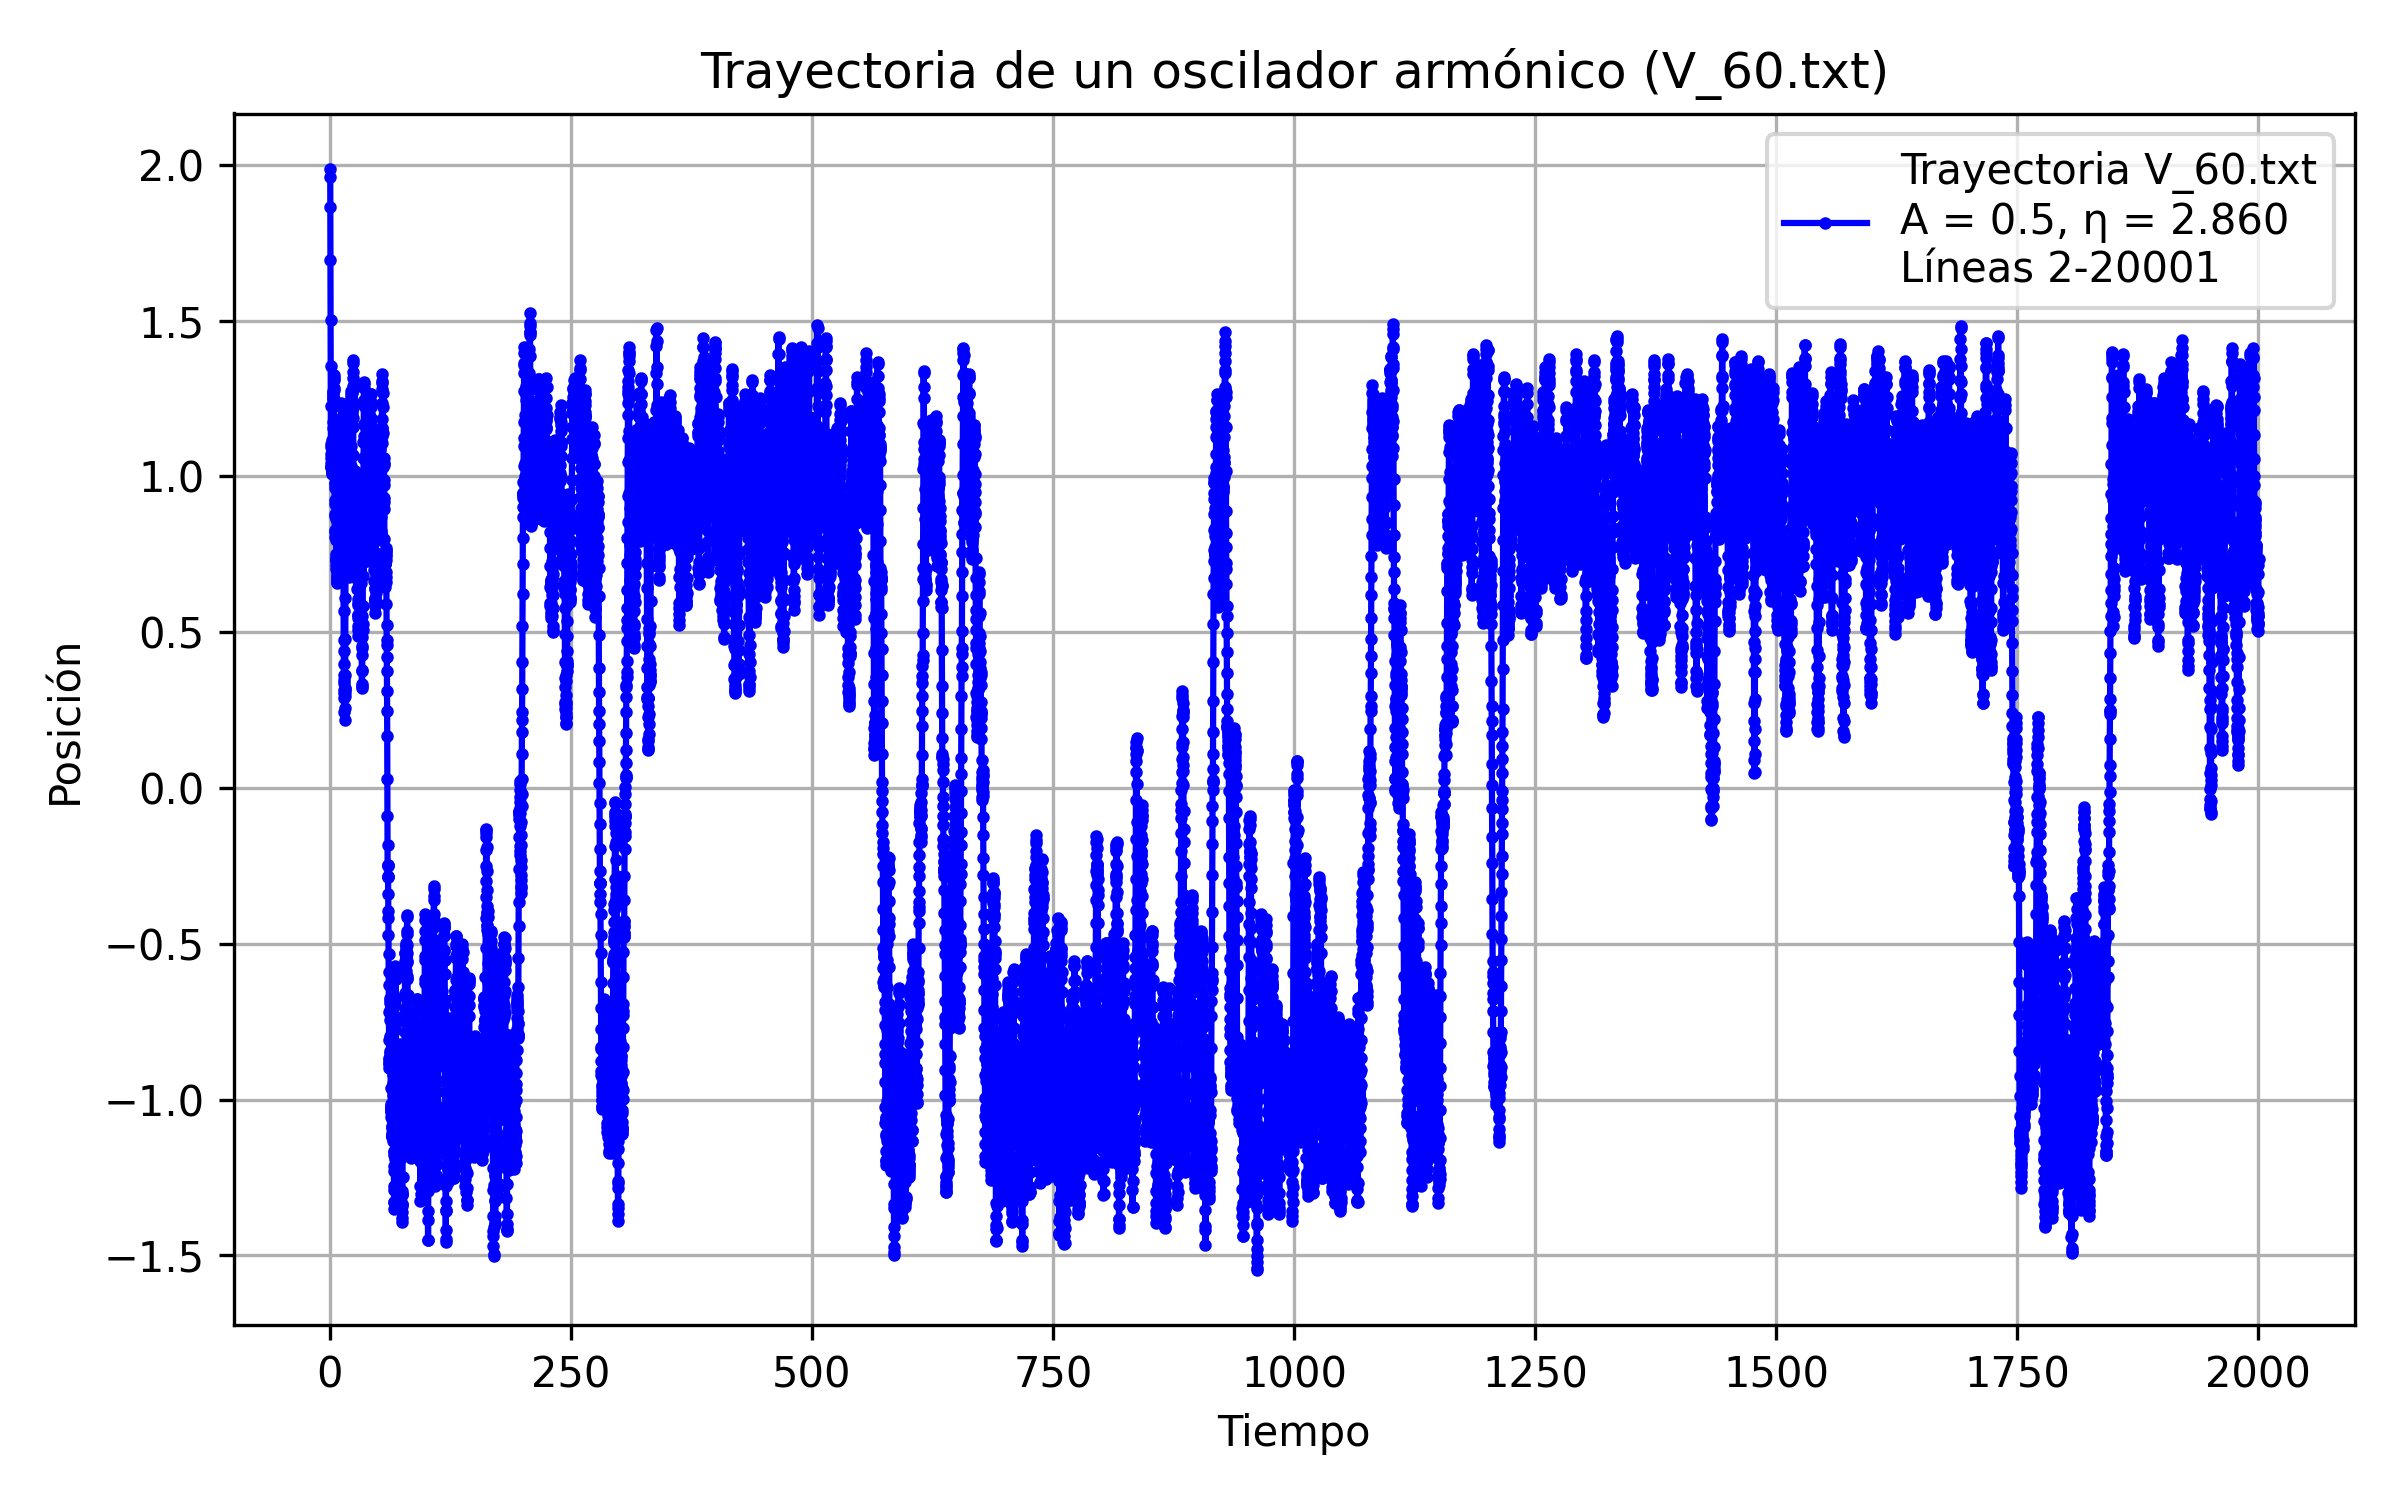 Trayectoria de un oscilador armónico (V_60.txt)
Trayectoria V_60.txt
A = 0.5, η = 2.860
Líneas 2-20001
2.0
1.5
1.0
0.5
0.0
−0.5
−1.0
−1.5
Posición
0 250 500 750 1000 1250 1500 1750 2000
Tiempo